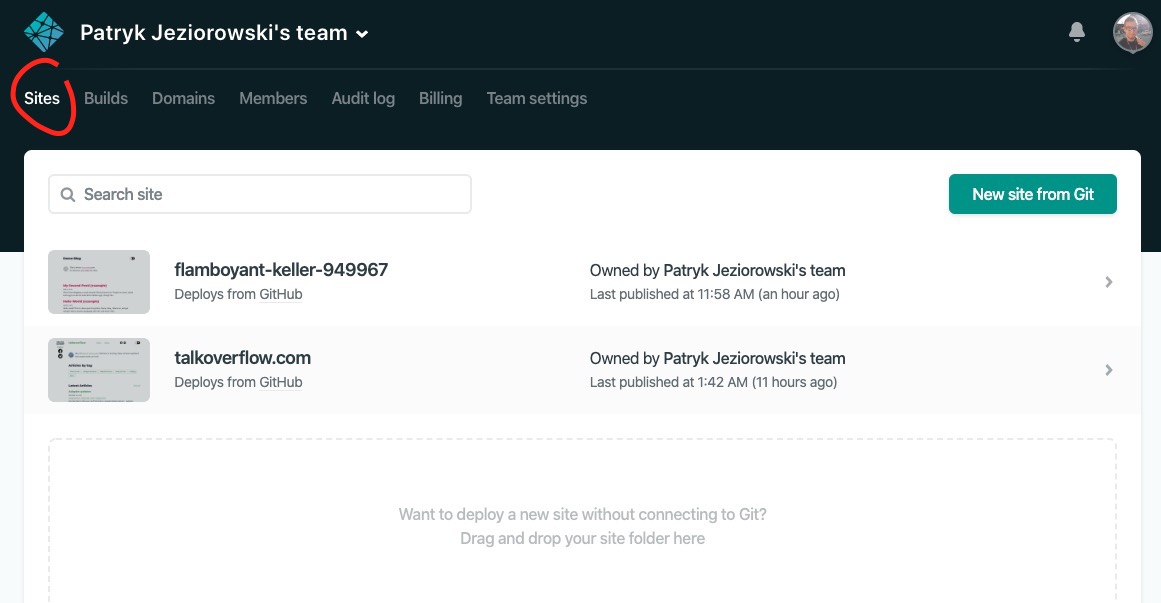 Patryk Jeziorowski's team
Sites Builds Domains Members Audit log Billing Team settings
Search site
New site from Git
flamboyant-keller-949967
Deploys from GitHub
Owned by Patryk Jeziorowski's team
Last published at 11:58 AM (an hour ago)
talkoverflow.com
Deploys from GitHub
Owned by Patryk Jeziorowski's team
Last published at 1:42 AM (11 hours ago)
Want to deploy a new site without connecting to Git?
Drag and drop your site folder here